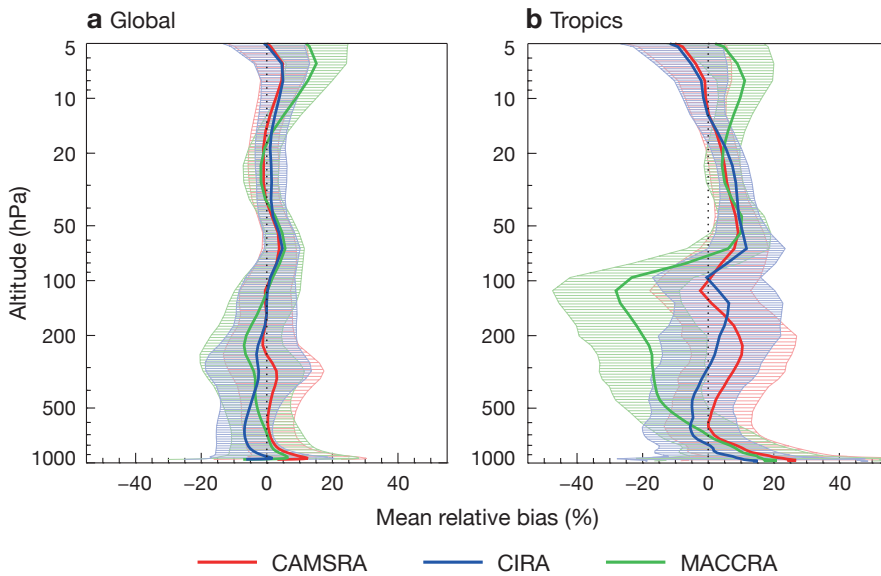 a Global
b Tropics
5
10
20
50
100
200
500
1000
Altitude (hPa)
−40 −20 0 20 40
5
10
20
50
100
200
500
1000
−40 −20 0 20 40
Mean relative bias (%)
CAMSRA CIRA MACCRA